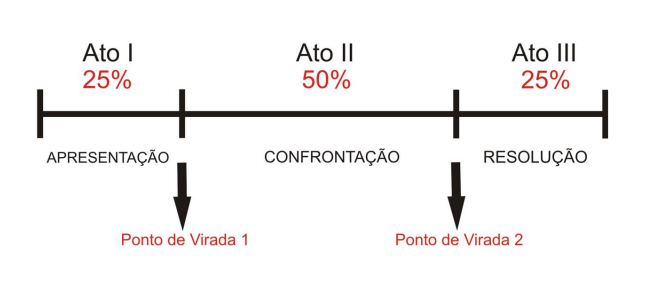 Ato I
25%
Ato II
50%
Ato III
25%
APRESENTAÇÃO
CONFRONTAÇÃO
RESOLUÇÃO
Ponto de Virada 1
Ponto de Virada 2